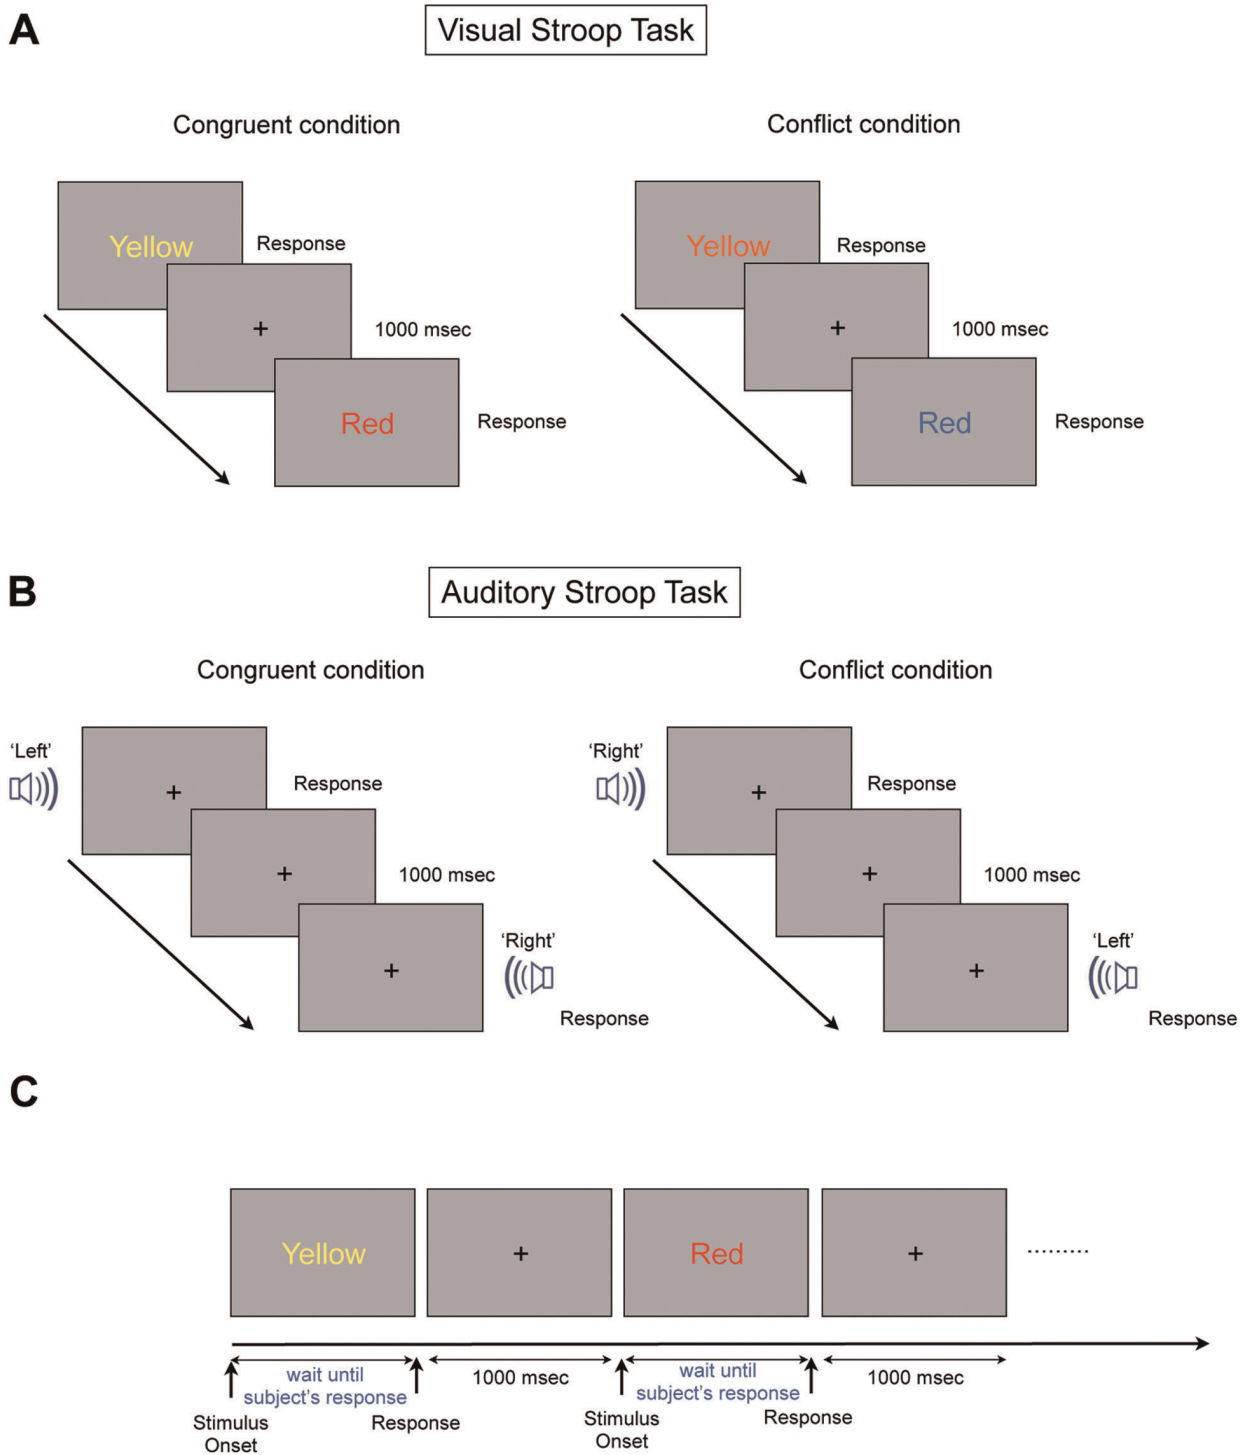 A
Visual Stroop Task
Congruent condition
Conflict condition
Yellow
Response
+
1000 msec
Red
Response
Yellow
Response
+
1000 msec
Red
Response
B
Auditory Stroop Task
Congruent condition
Conflict condition
‘Left’
+
Response
+
1000 msec
+
‘Right’
Response
‘Right’
+
Response
+
1000 msec
+
‘Left’
Response
C
Yellow
+
Red
+
.........
wait until
subject’s response
1000 msec
wait until
subject’s response
1000 msec
Stimulus
Onset
Response
Stimulus
Onset
Response